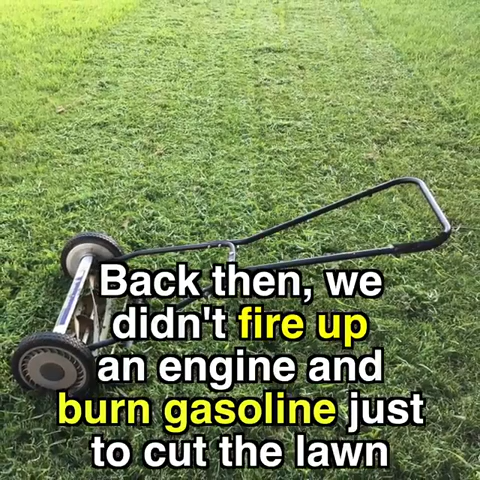 Back then, we
didn't fire up
an engine and
burn gasoline just
to cut the lawn